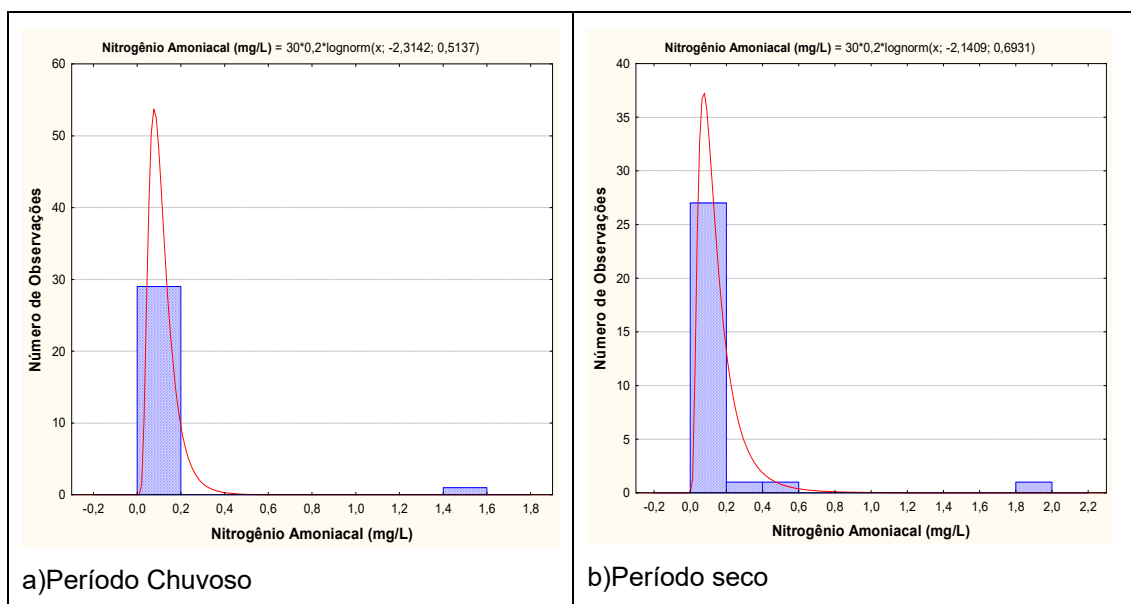 Nitrogênio Amoniacal (mg/L) = 30*0,2*lognorm(x; -2,3142; 0,5137)
60
50
40
30
20
10
0
Número de Observações
-0,2 0,0 0,2 0,4 0,6 0,8 1,0 1,2 1,4 1,6 1,8
Nitrogênio Amoniacal (mg/L)
a)Período Chuvoso
Nitrogênio Amoniacal (mg/L) = 30*0,2*lognorm(x; -2,1409; 0,6931)
40
35
30
25
20
15
10
5
0
Número de Observações
-0,2 0,0 0,2 0,4 0,6 0,8 1,0 1,2 1,4 1,6 1,8 2,0 2,2
Nitrogênio Amoniacal (mg/L)
b)Período seco